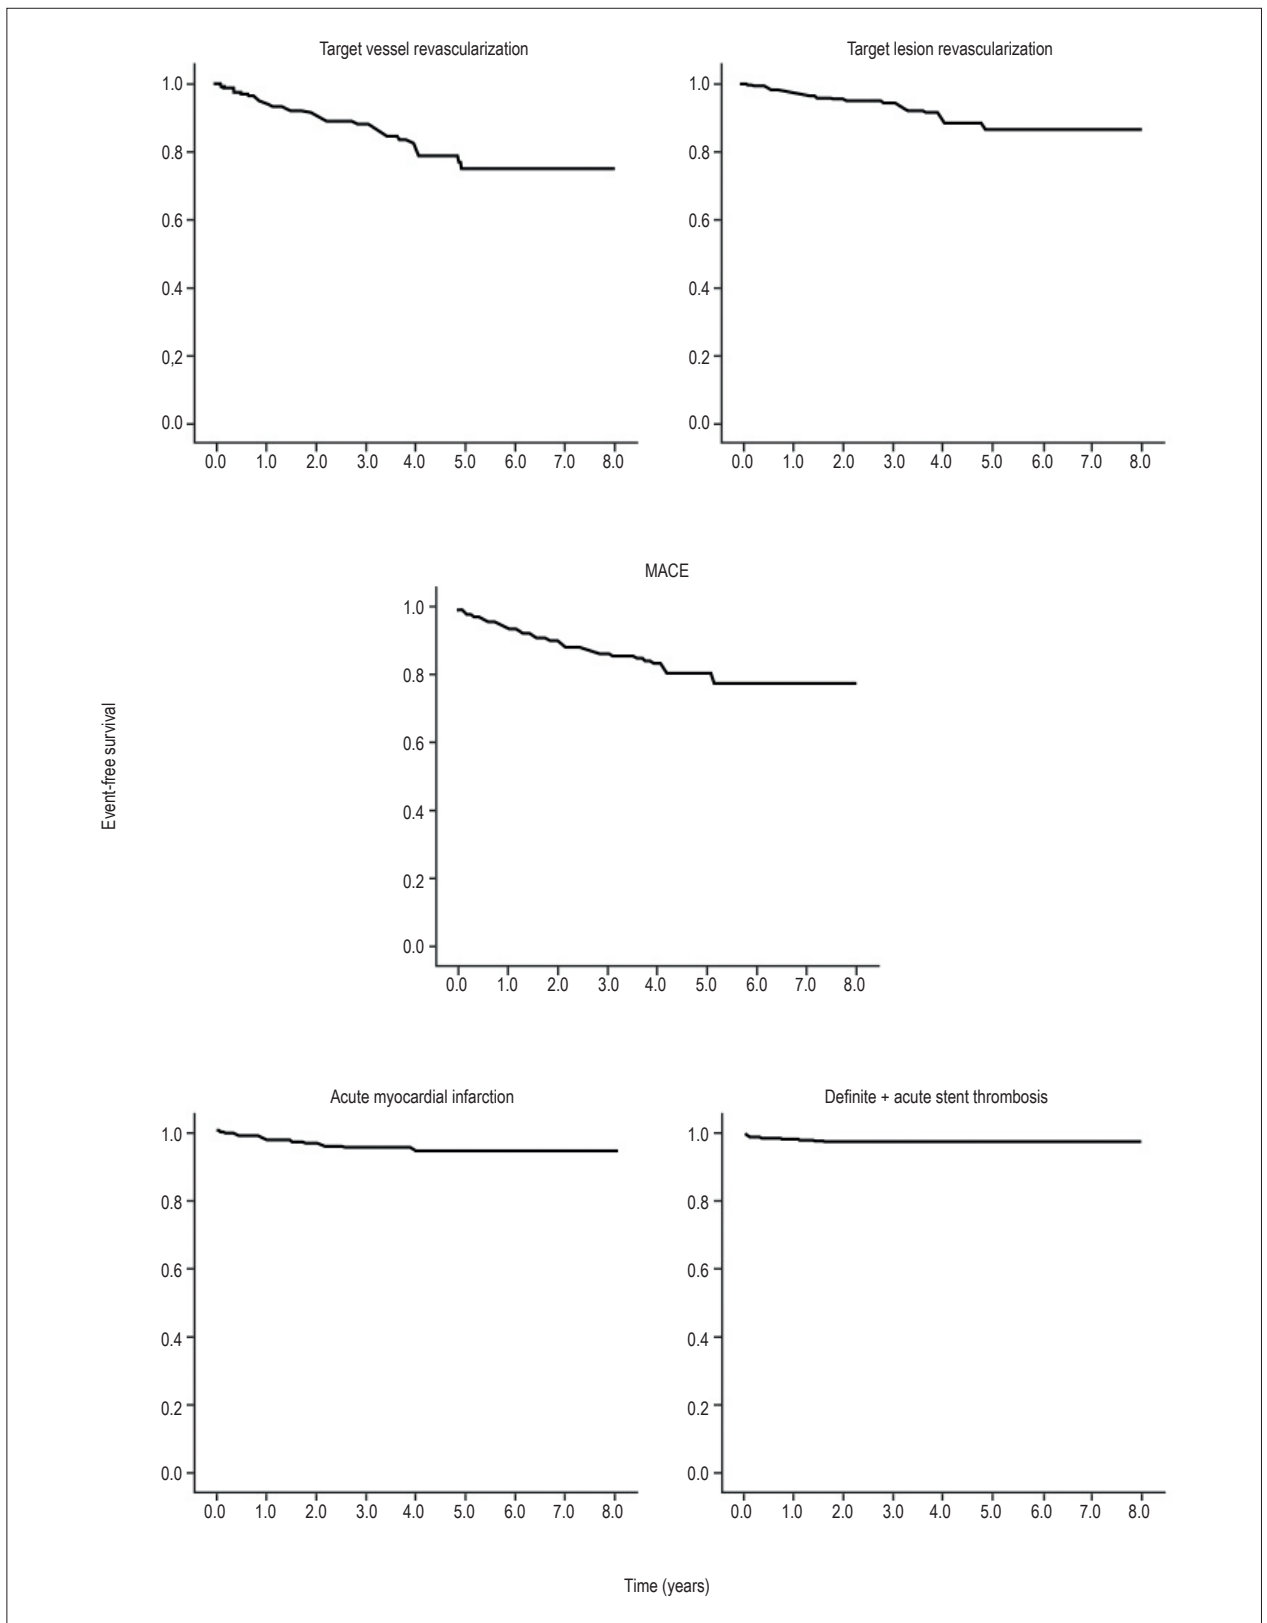 Target vessel revascularization
1.0
0.8
0.6
0.4
0,2
0.0
0.0 1.0 2.0 3.0 4.0 5.0 6.0 7.0 8.0
Target lesion revascularization
1.0
0.8
0.6
0.4
0.2
0.0
0.0 1.0 2.0 3.0 4.0 5.0 6.0 7.0 8.0
Event-free survival
MACE
1.0
0.8
0.6
0.4
0.2
0.0
0.0 1.0 2.0 3.0 4.0 5.0 6.0 7.0 8.0
Acute myocardial infarction
1.0
0.8
0.6
0.4
0.2
0.0
0.0 1.0 2.0 3.0 4.0 5.0 6.0 7.0 8.0
Definite + acute stent thrombosis
1.0
0.8
0.6
0.4
0.2
0.0
0.0 1.0 2.0 3.0 4.0 5.0 6.0 7.0 8.0
Time (years)